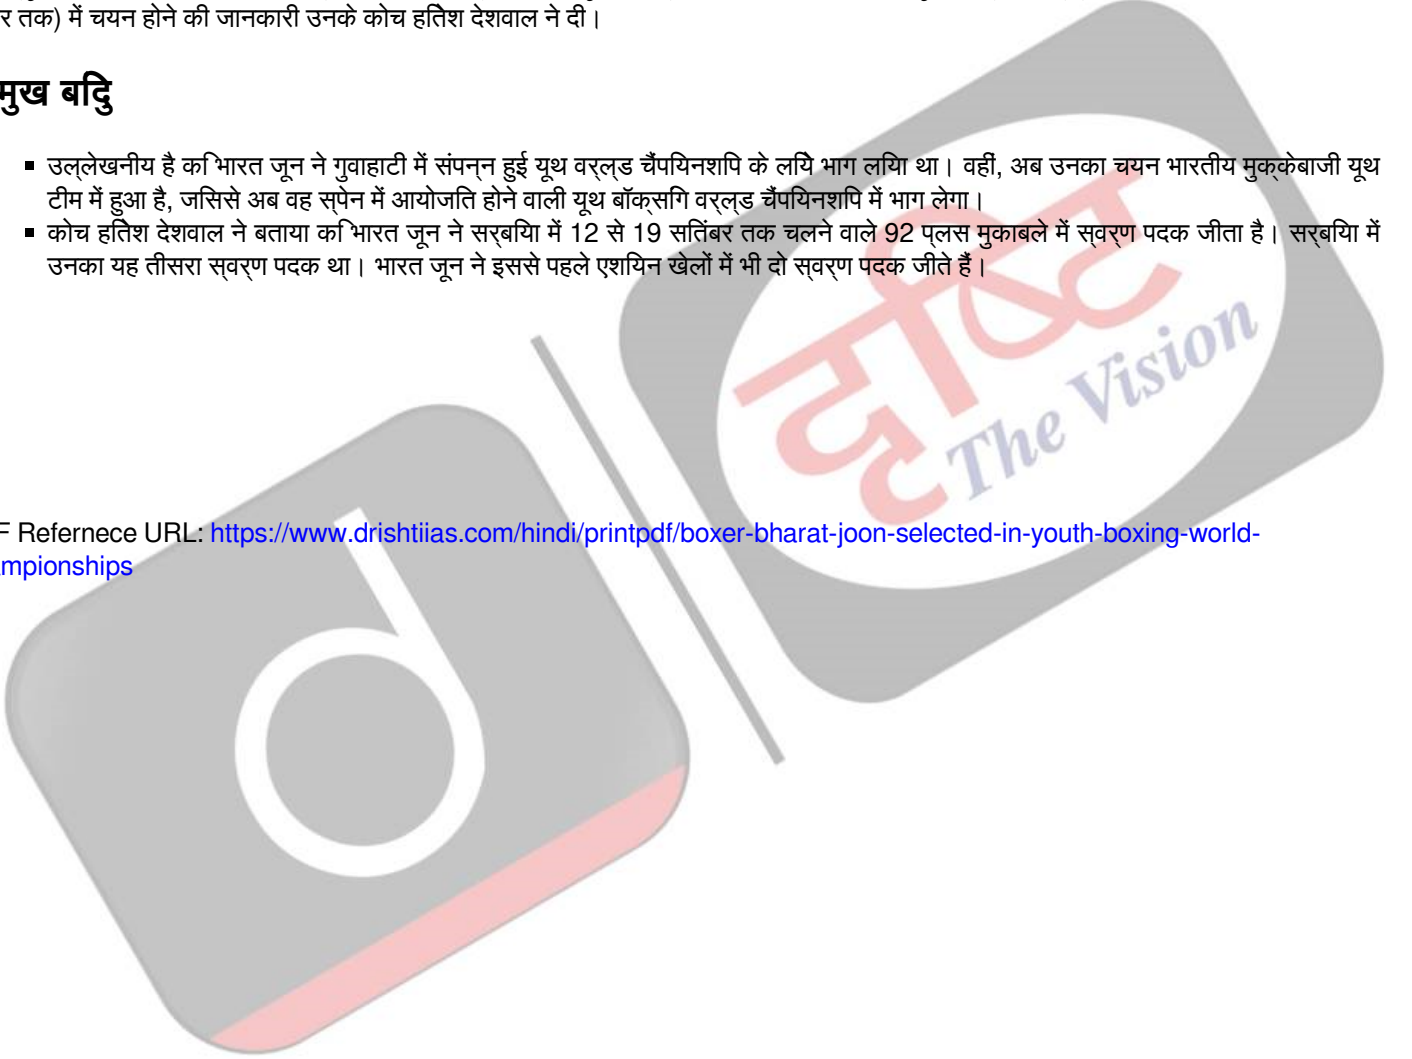 र तक) में चयन होने की जानकारी उनके कोच हितेश देशवाल ने दी।
मुख बिंदु
▪ उल्लेखनीय है कि भारत जून ने गुवाहाटी में संपन्न हुई यूथ वर्ल्ड चैंपियनशिप के लिये भाग लिया था। वहीं, अब उनका चयन भारतीय मुक्केबाजी यूथ
टीम में हुआ है, जिससे अब वह स्पेन में आयोजित होने वाली यूथ बॉक्सिंग वर्ल्ड चैंपियनशिप में भाग लेगा।
▪ कोच हितेश देशवाल ने बताया कि भारत जून ने सर्बिया में 12 से 19 सितंबर तक चलने वाले 92 प्लस मुकाबले में स्वर्ण पदक जीता है। सर्बिया में
उनका यह तीसरा स्वर्ण पदक था। भारत जून ने इससे पहले एशियन खेलों में भी दो स्वर्ण पदक जीते हैं।
दृष्टि
The Vision
F Refernece URL: https://www.drishtiias.com/hindi/printpdf/boxer-bharat-joon-selected-in-youth-boxing-world-
mpionships
d